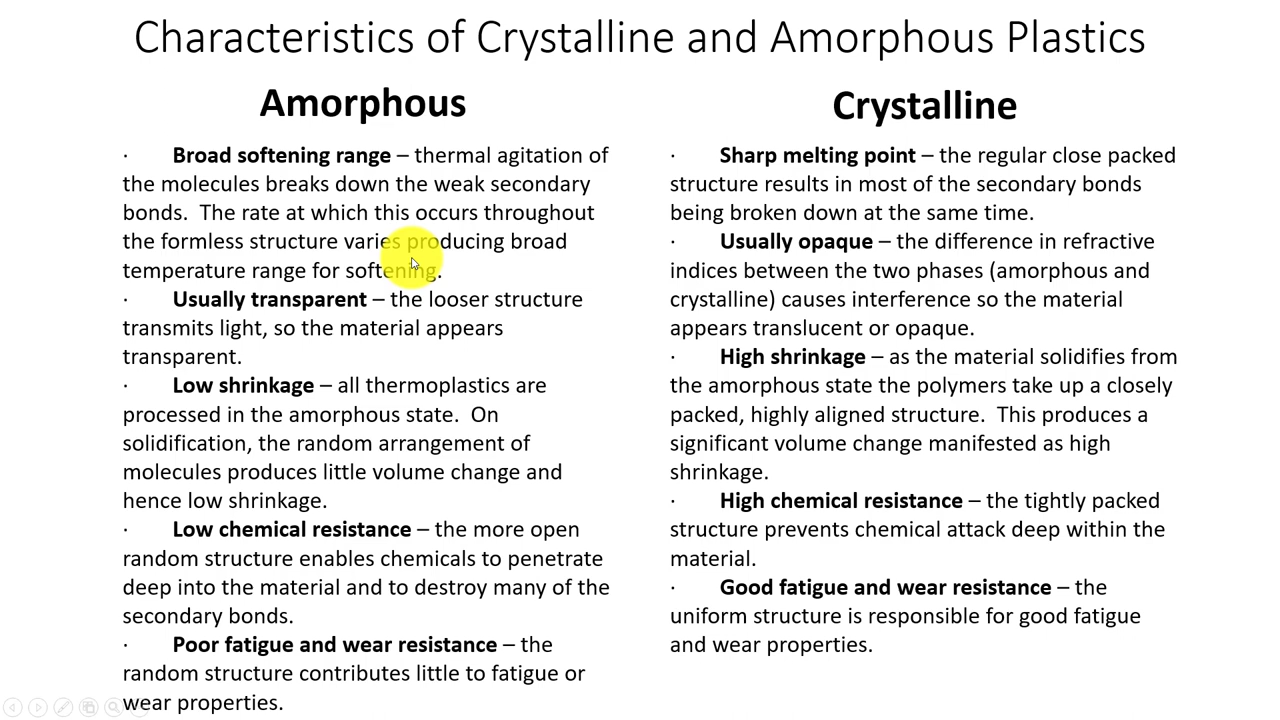 Characteristics of Crystalline and Amorphous Plastics
Amorphous
· Broad softening range – thermal agitation of
the molecules breaks down the weak secondary
bonds. The rate at which this occurs throughout
the formless structure varies producing broad
temperature range for softening.
· Usually transparent – the looser structure
transmits light, so the material appears
transparent.
· Low shrinkage – all thermoplastics are
processed in the amorphous state. On
solidification, the random arrangement of
molecules produces little volume change and
hence low shrinkage.
· Low chemical resistance – the more open
random structure enables chemicals to penetrate
deep into the material and to destroy many of the
secondary bonds.
· Poor fatigue and wear resistance – the
random structure contributes little to fatigue or
wear properties.
Crystalline
· Sharp melting point – the regular close packed
structure results in most of the secondary bonds
being broken down at the same time.
· Usually opaque – the difference in refractive
indices between the two phases (amorphous and
crystalline) causes interference so the material
appears translucent or opaque.
· High shrinkage – as the material solidifies from
the amorphous state the polymers take up a closely
packed, highly aligned structure. This produces a
significant volume change manifested as high
shrinkage.
· High chemical resistance – the tightly packed
structure prevents chemical attack deep within the
material.
· Good fatigue and wear resistance – the
uniform structure is responsible for good fatigue
and wear properties.